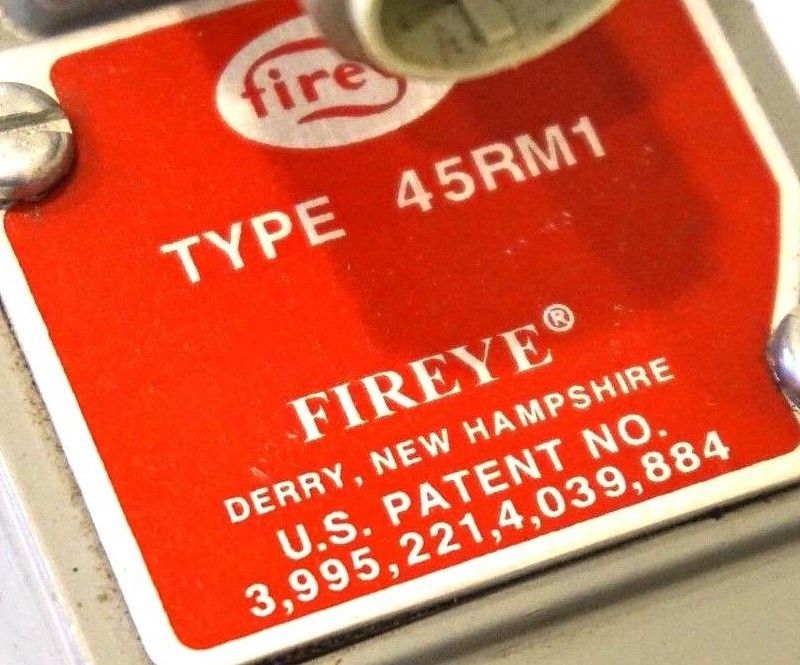 fire
TYPE 45RM1
FIREYE®
DERRY, NEW HAMPSHIRE
U.S. PATENT NO.
3,995,221,4,039,884